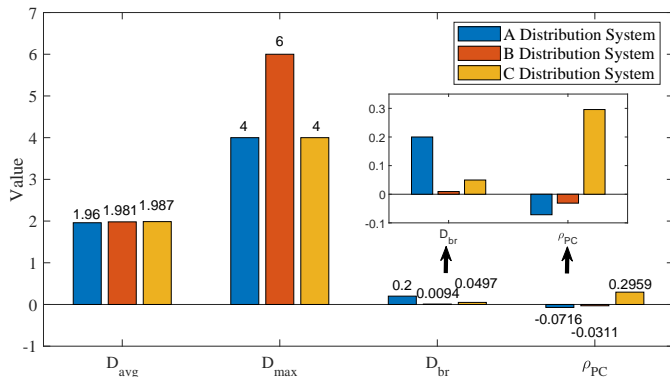 7
6
5
4
3
2
1
0
-1
Value
A Distribution System
B Distribution System
C Distribution System
1.96
1.981
1.987
4
6
4
0.2
0.0094
0.0497
-0.0716
-0.0311
0.2959
0.3
0.2
0.1
0
-0.1
D_br
ρ_PC
D_avg
D_max
D_br
ρ_PC